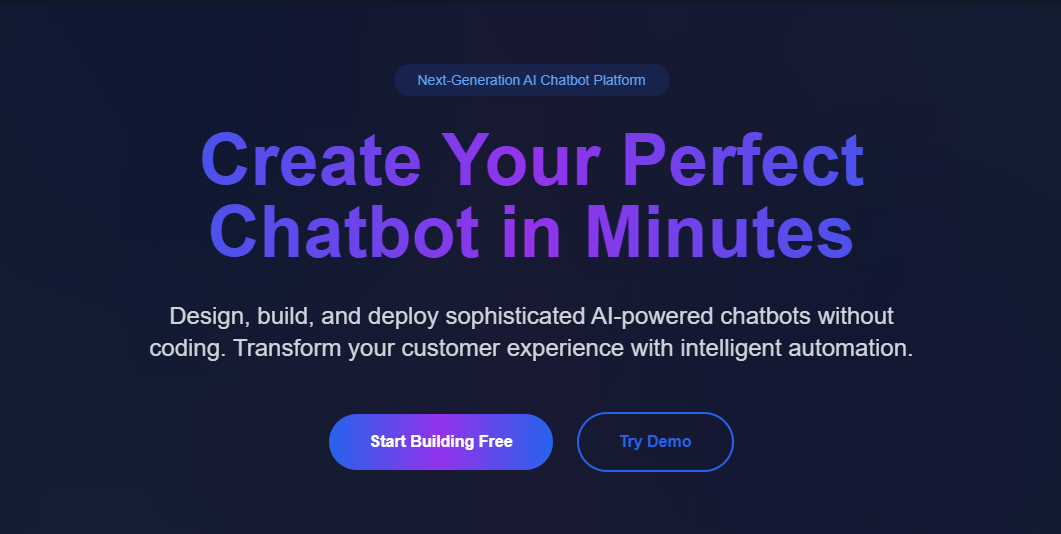 Next-Generation AI Chatbot Platform
Create Your Perfect
Chatbot in Minutes
Design, build, and deploy sophisticated AI-powered chatbots without
coding. Transform your customer experience with intelligent automation.
Start Building Free
Try Demo